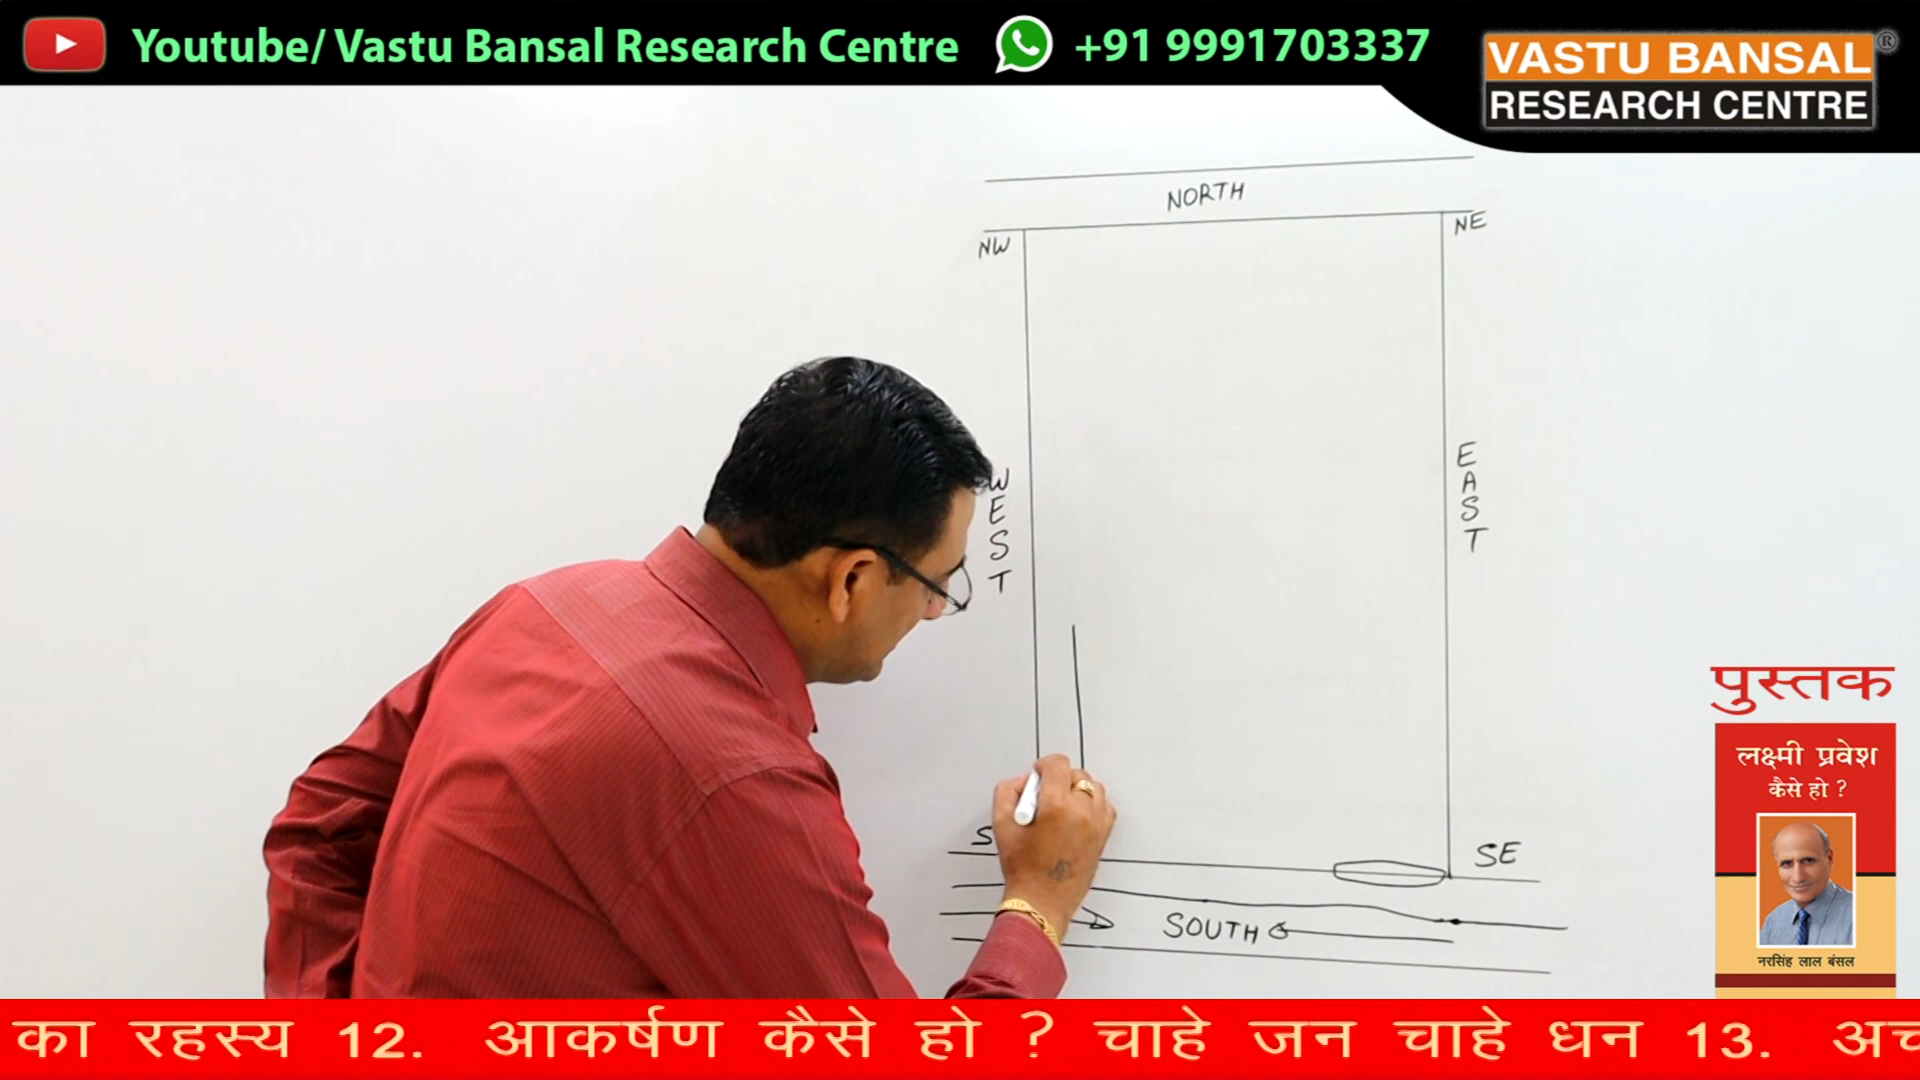 Youtube/ Vastu Bansal Research Centre +91 9991703337
VASTU BANSAL ®
RESEARCH CENTRE
NORTH
NW
NE
WEST
EAST
S
SE
SOUTH
पुस्तक
लक्ष्मी प्रवेश
कैसे हो ?
नरसिंह लाल बंसल
का रहस्य 12. आकर्षण कैसे हो ? चाहे जन चाहे धन 13.